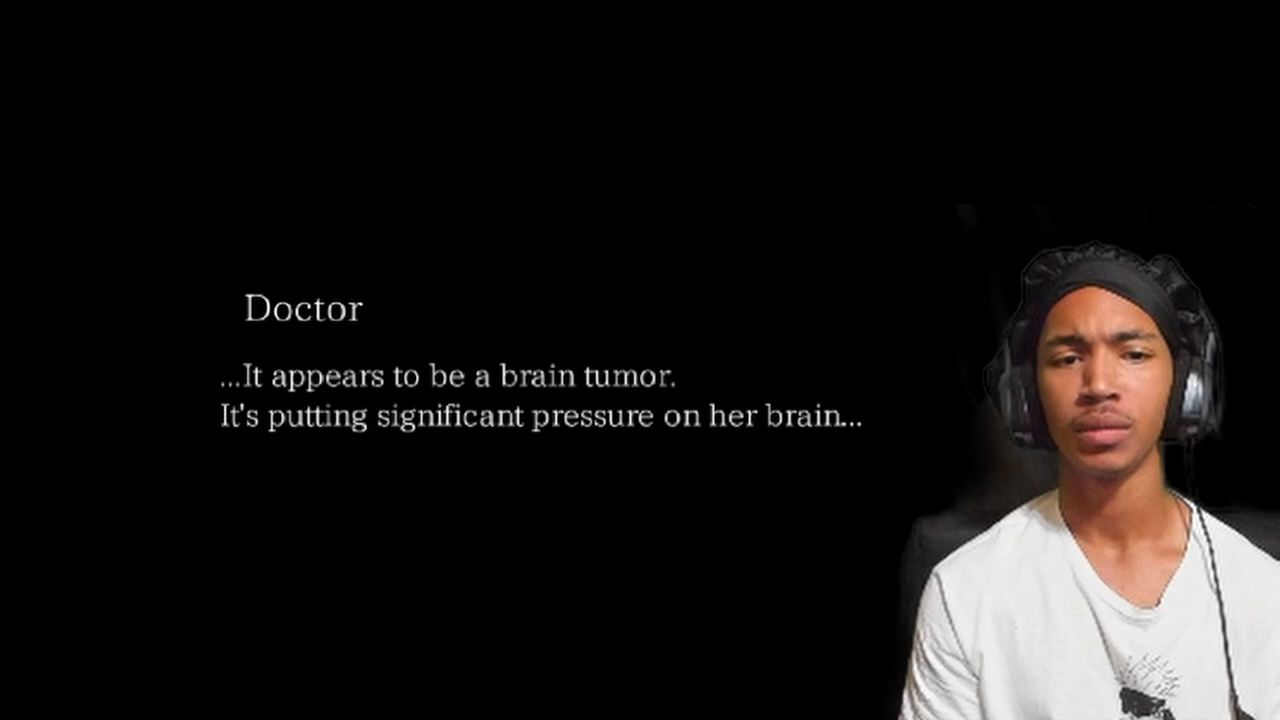 Doctor
...It appears to be a brain tumor.
It's putting significant pressure on her brain...